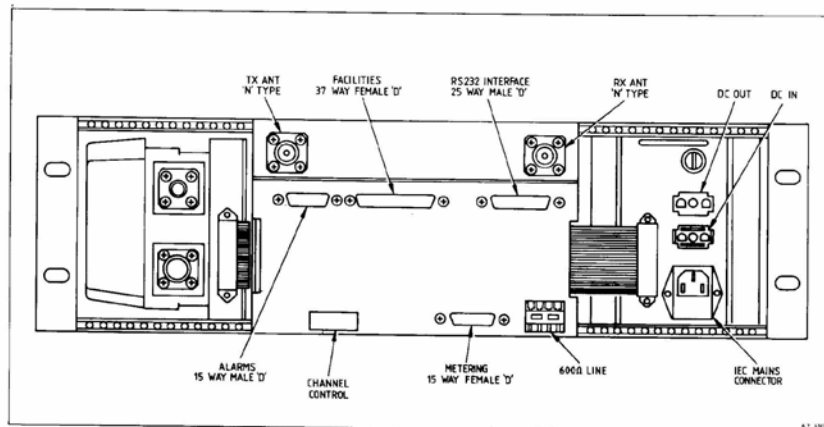 TX ANT
'N' TYPE
FACILITIES
37 WAY FEMALE 'D'
RS232 INTERFACE
25 WAY MALE 'D'
RX ANT
'N' TYPE
DC OUT
DC IN
ALARMS
15 WAY MALE 'D'
CHANNEL
CONTROL
METERING
15 WAY FEMALE 'D'
600Ω LINE
IEC MAINS
CONNECTOR